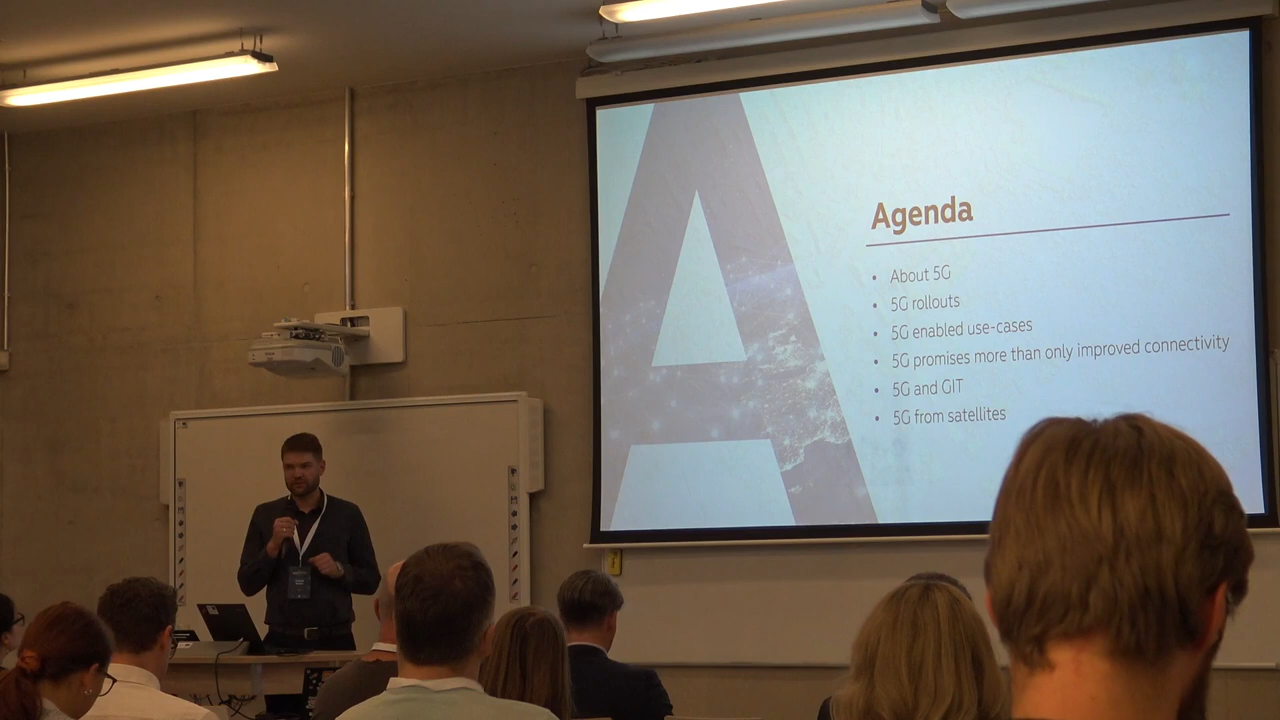 Agenda
• About 5G
• 5G rollouts
• 5G enabled use-cases
• 5G promises more than only improved connectivity
• 5G and GIT
• 5G from satellites